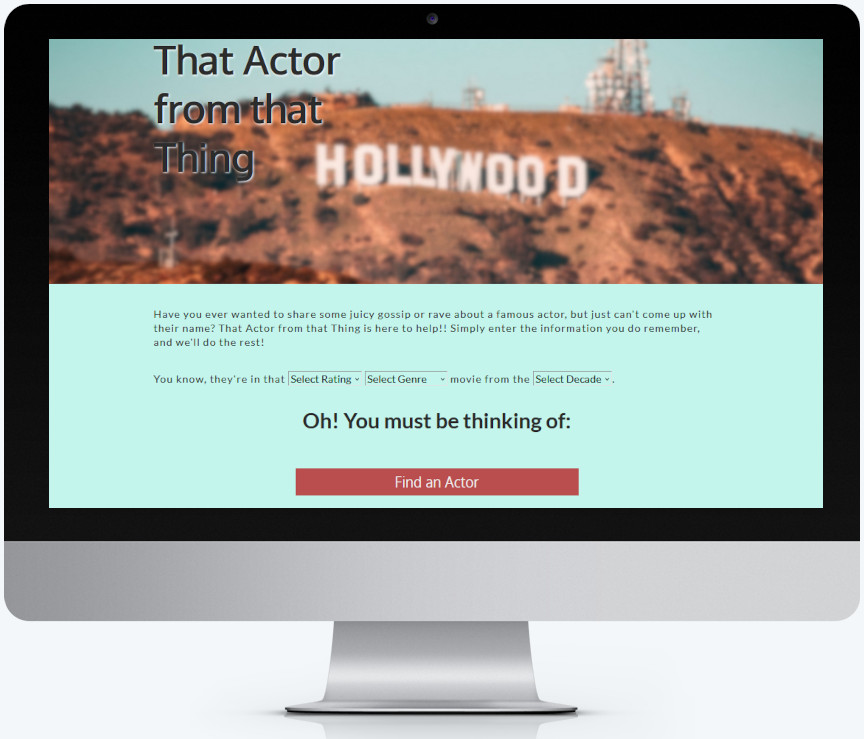 That Actor
from that
Thing
HOLLYWOOD
Have you ever wanted to share some juicy gossip or rave about a famous actor, but just can't come up with
their name? That Actor from that Thing is here to help!! Simply enter the information you do remember,
and we'll do the rest!
You know, they're in that Select Rating Select Genre movie from the Select Decade .
Oh! You must be thinking of:
Find an Actor